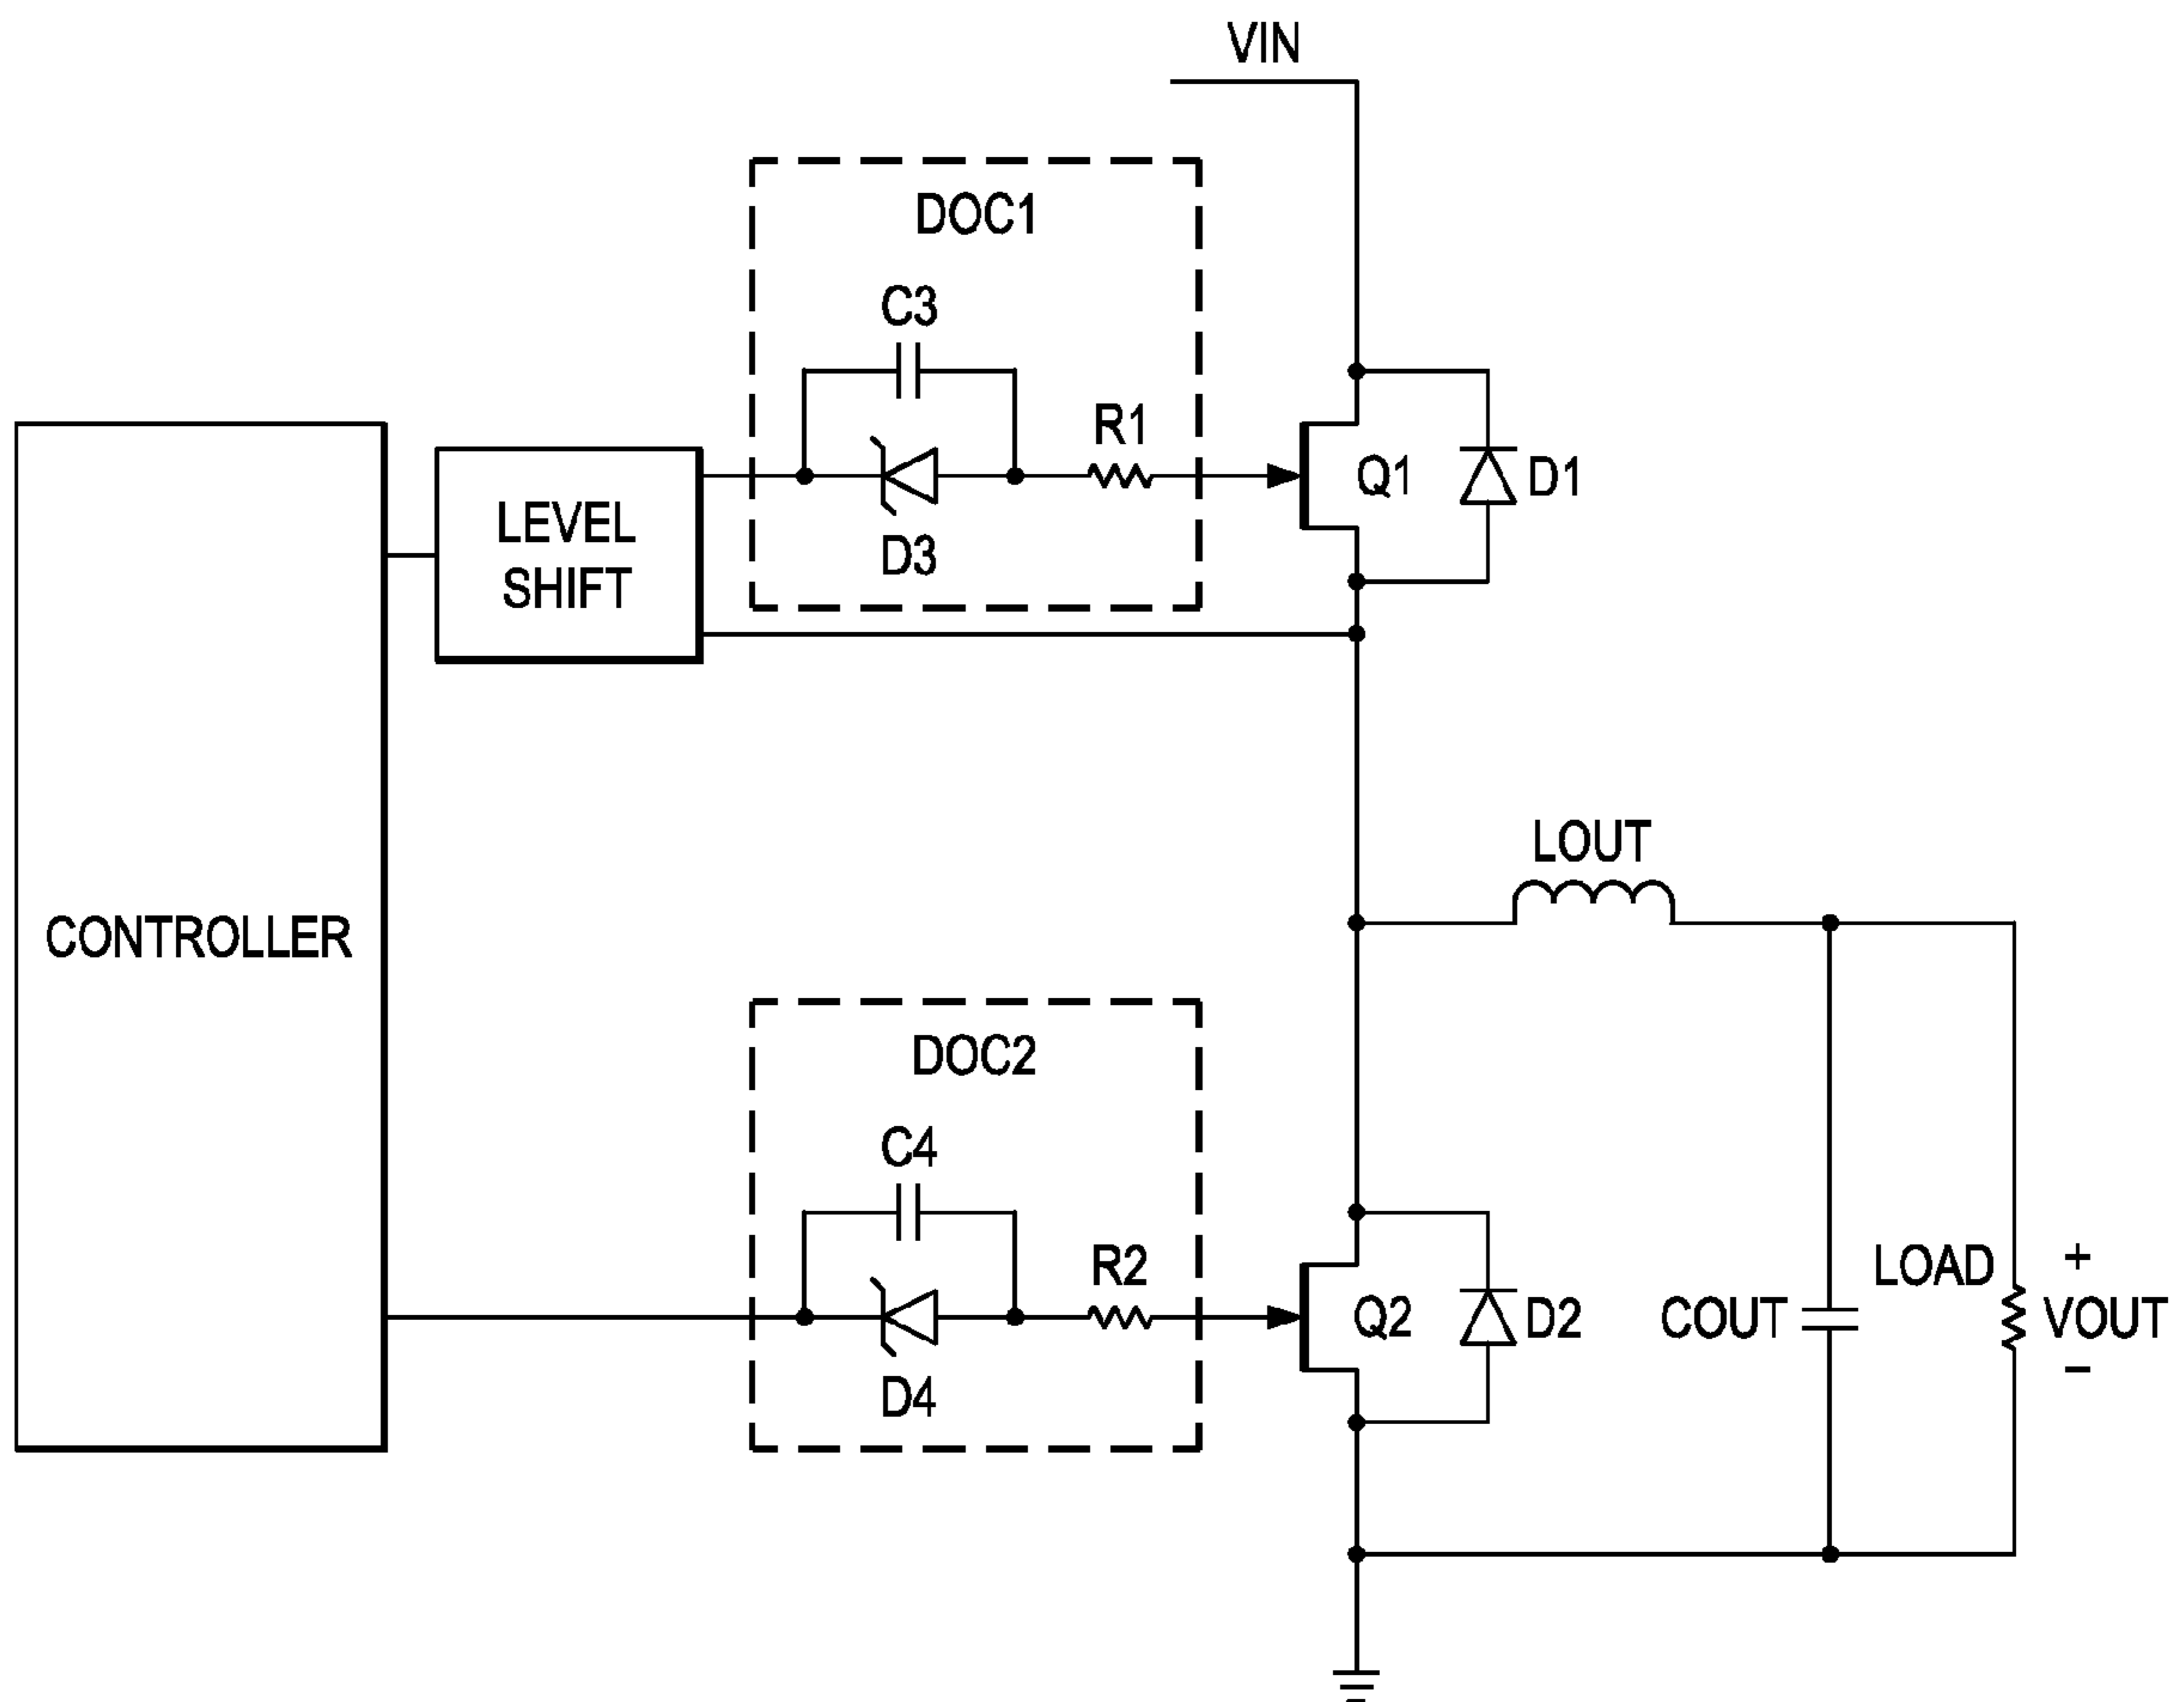 VIN
DOC1
C3
R1
Q1
D1
LEVEL
SHIFT
D3
LOUT
CONTROLLER
DOC2
C4
R2
LOAD
+
Q2
D2
COUT
VOUT
D4
−